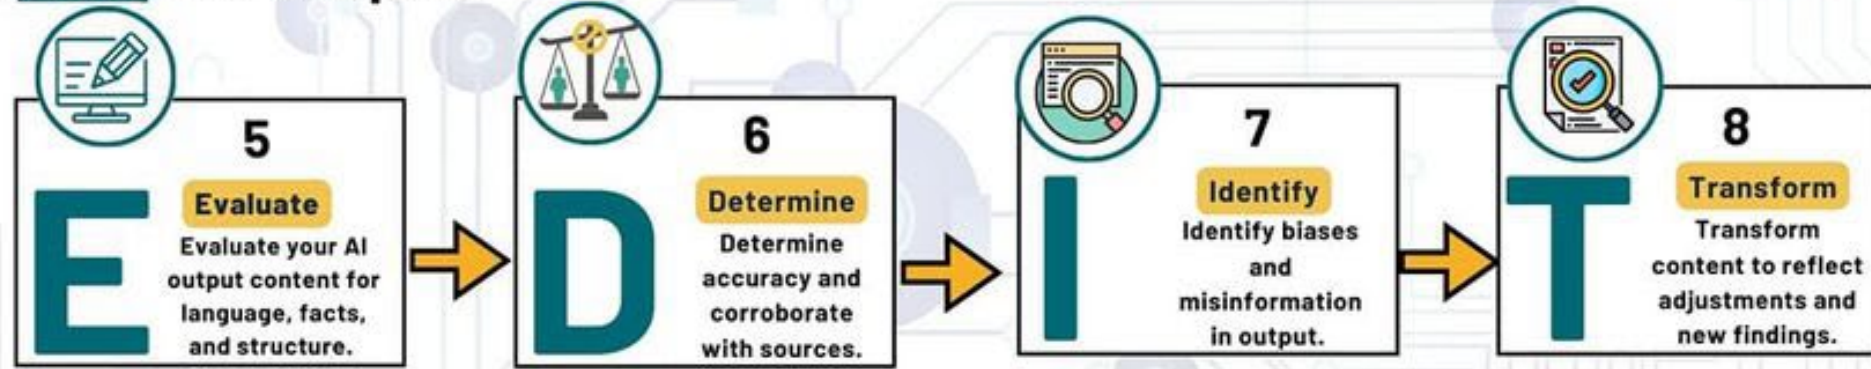 5
E
Evaluate
Evaluate your AI
output content for
language, facts,
and structure.
6
D
Determine
Determine
accuracy and
corroborate
with sources.
7
I
Identify
Identify biases
and
misinformation
in output.
8
T
Transform
Transform
content to reflect
adjustments and
new findings.